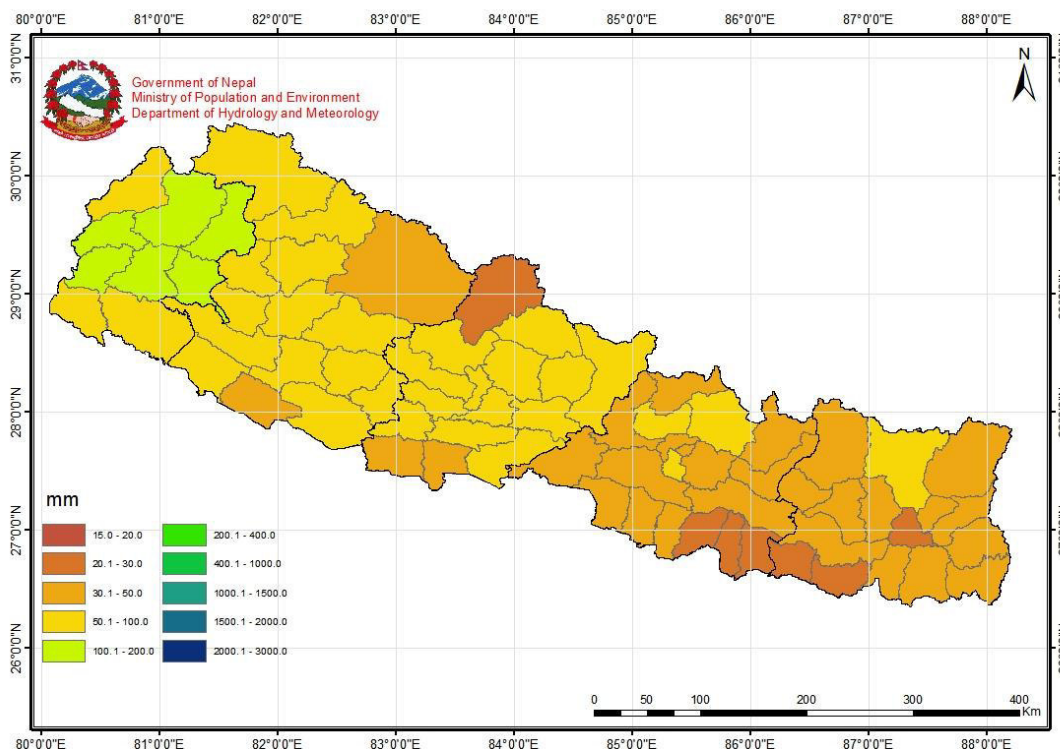 80°0'0"E 81°0'0"E 82°0'0"E 83°0'0"E 84°0'0"E 85°0'0"E 86°0'0"E 87°0'0"E 88°0'0"E
31°0'0"N
30°0'0"N
29°0'0"N
28°0'0"N
27°0'0"N
26°0'0"N
Government of Nepal
Ministry of Population and Environment
Department of Hydrology and Meteorology
N
mm
15.0 - 20.0
20.1 - 30.0
30.1 - 50.0
50.1 - 100.0
100.1 - 200.0
200.1 - 400.0
400.1 - 1000.0
1000.1 - 1500.0
1500.1 - 2000.0
2000.1 - 3000.0
0 50 100 200 300 400
Km
80°0'0"E 81°0'0"E 82°0'0"E 83°0'0"E 84°0'0"E 85°0'0"E 86°0'0"E 87°0'0"E 88°0'0"E